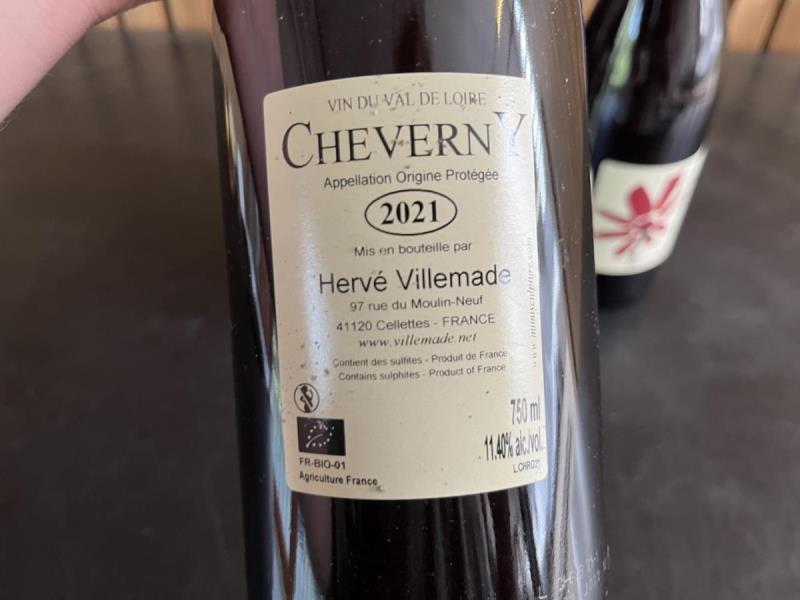 VIN DU VAL DE LOIRE
CHEVERNY
Appellation Origine Protégée
2021
Mis en bouteille par
Hervé Villemade
97 rue du Moulin-Neuf
41120 Cellettes - FRANCE
www.villemade.net
Contient des sulfites - Produit de France
Contains sulphites - Product of France
750 ml
11.40% alc./vol.
LCHRG21
FR-BIO-01
Agriculture France